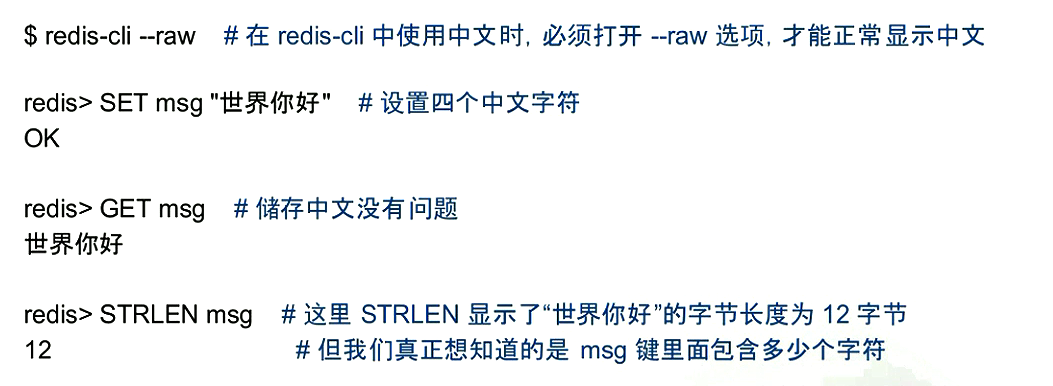 $ redis-cli --raw # 在 redis-cli 中使用中文时, 必须打开 --raw 选项, 才能正常显示中文
redis> SET msg "世界你好" # 设置四个中文字符
OK
redis> GET msg # 储存中文没有问题
世界你好
redis> STRLEN msg # 这里 STRLEN 显示了“世界你好”的字节长度为 12 字节
12 # 但我们真正想知道的是 msg 键里面包含多少个字符